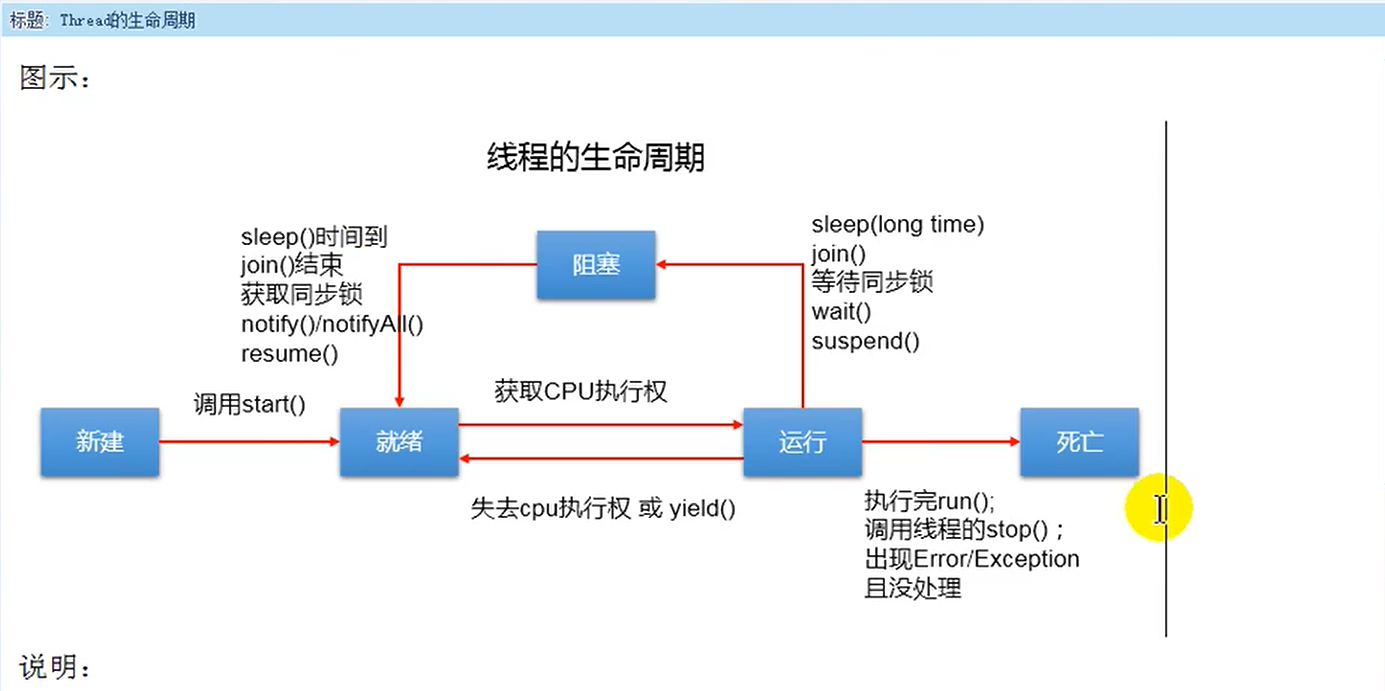 标题: Thread的生命周期
图示：
线程的生命周期
sleep()时间到
join()结束
获取同步锁
notify()/notifyAll()
resume()
阻塞
sleep(long time)
join()
等待同步锁
wait()
suspend()
调用start()
获取CPU执行权
新建
就绪
运行
死亡
失去cpu执行权 或 yield()
执行完run();
调用线程的stop()；
出现Error/Exception
且没处理
说明：